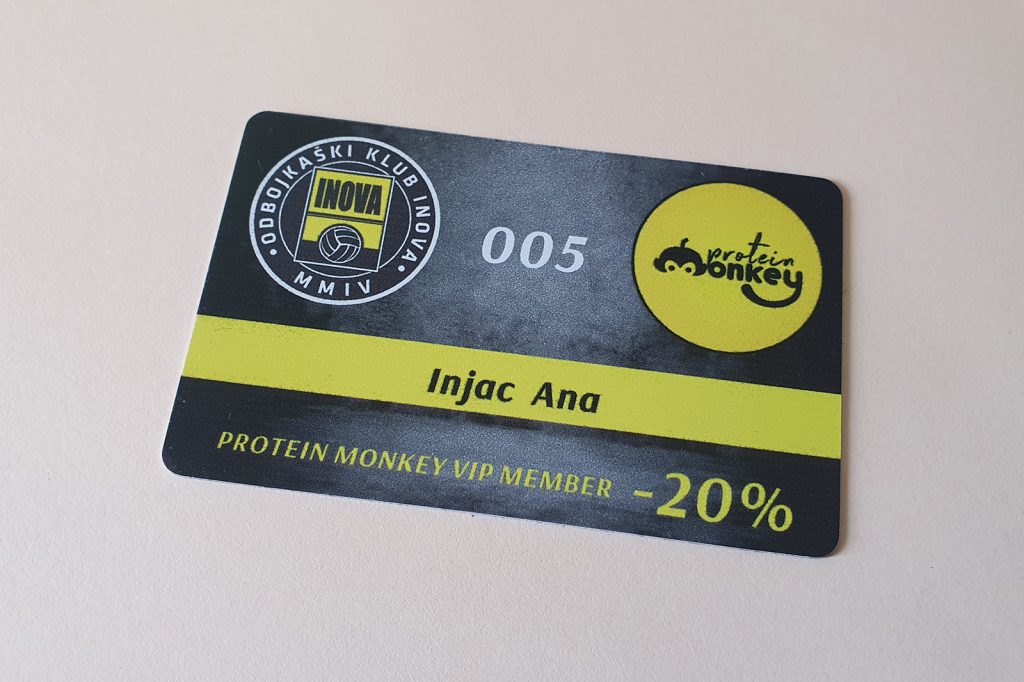 ODBOJKAŠKI KLUB INOVA
INOVA
MMIV
005
protein
monkey
Injac Ana
PROTEIN MONKEY VIP MEMBER -20%